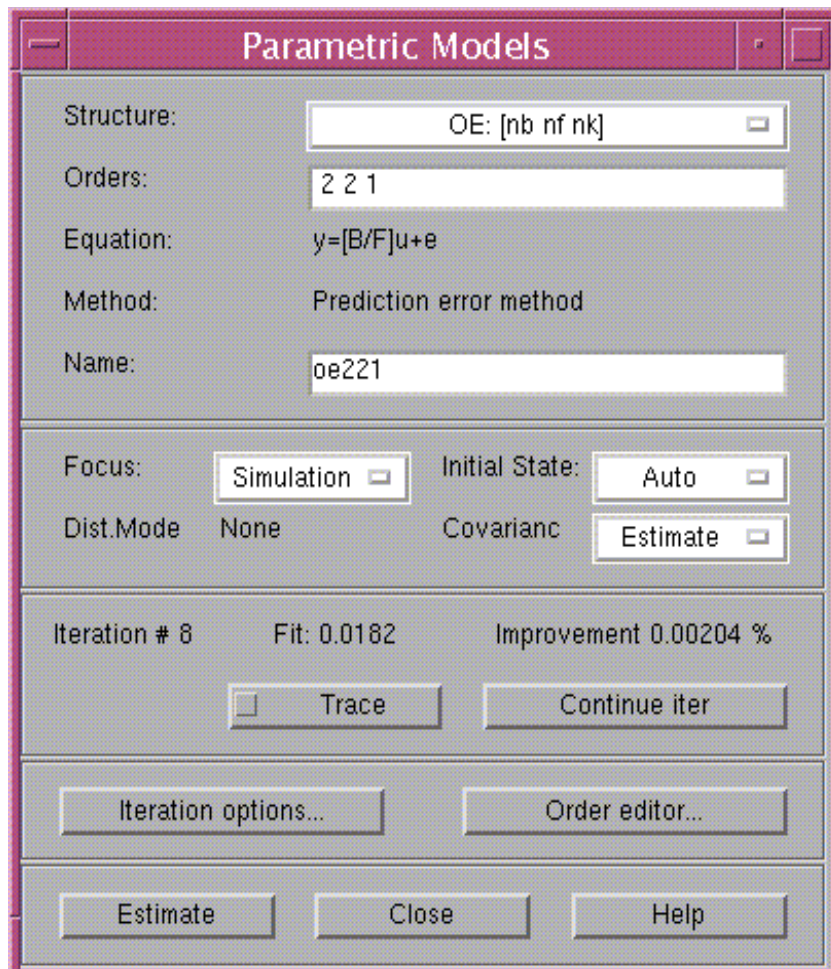 Parametric Models
Structure: OE: [nb nf nk]
Orders: 2 2 1
Equation: y=[B/F]u+e
Method: Prediction error method
Name: oe221
Focus: Simulation Initial State: Auto
Dist.Mode None Covarianc Estimate
Iteration # 8 Fit: 0.0182 Improvement 0.00204 %
Trace Continue iter
Iteration options... Order editor...
Estimate Close Help